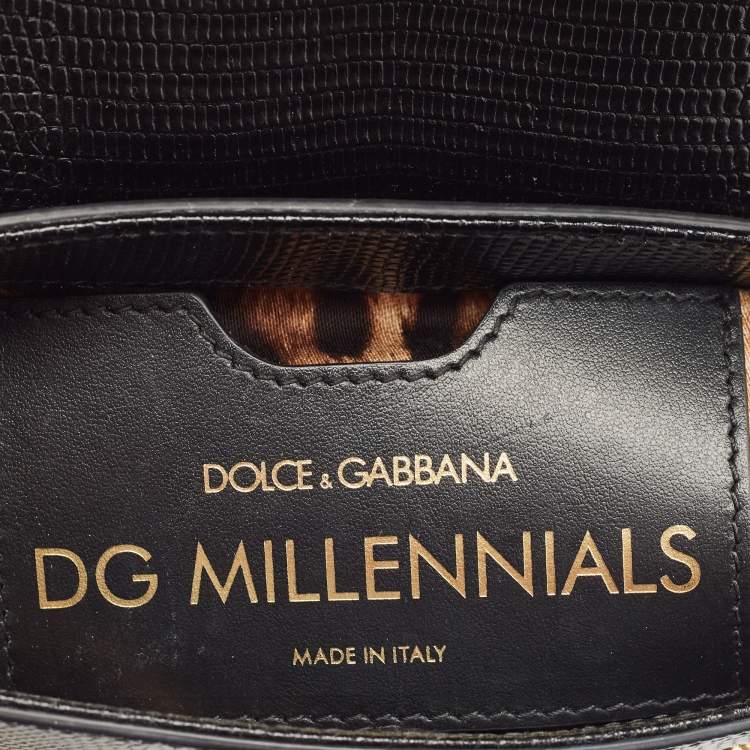 DOLCE & GABBANA
DG MILLENNIALS
MADE IN ITALY